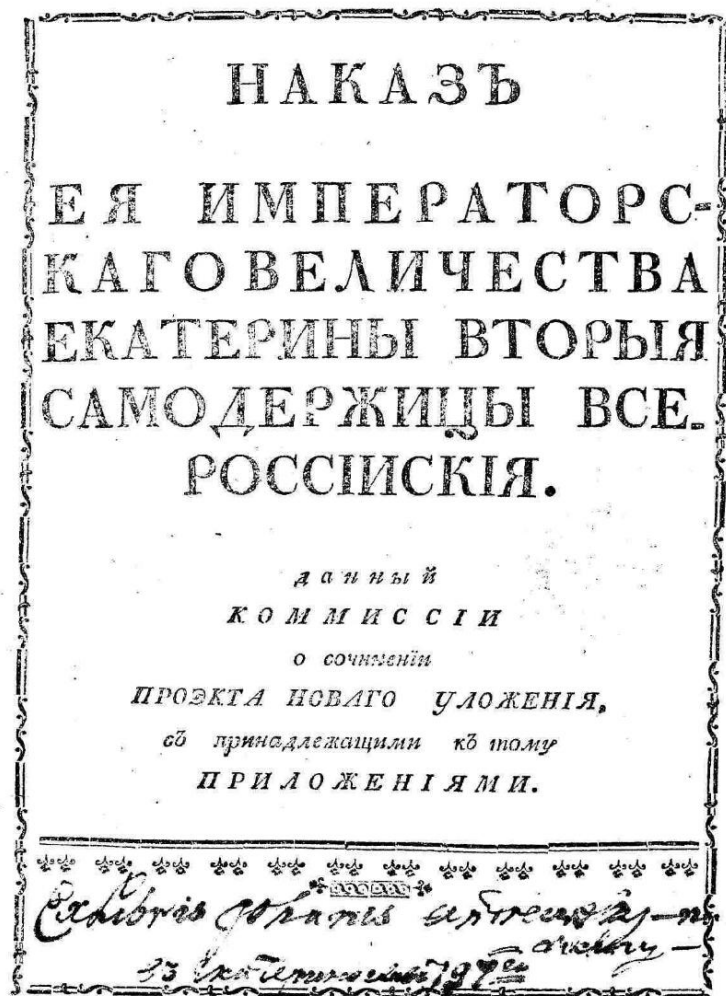 НАКАЗЪ
ЕЯ ИМПЕРАТОРС-
КАГО ВЕЛИЧЕСТВА
ЕКАТЕРИНЫ ВТОРЫЯ
САМОДЕРЖИЦЫ ВСЕ-
РОССІЙСКІЯ.
данный
КОММИССІИ
о сочиненїи
ПРОЭКТА НОВАГО УЛОЖЕНІЯ,
съ принадлежащими къ тому
ПРИЛОЖЕНІЯМИ.
Ex Libris